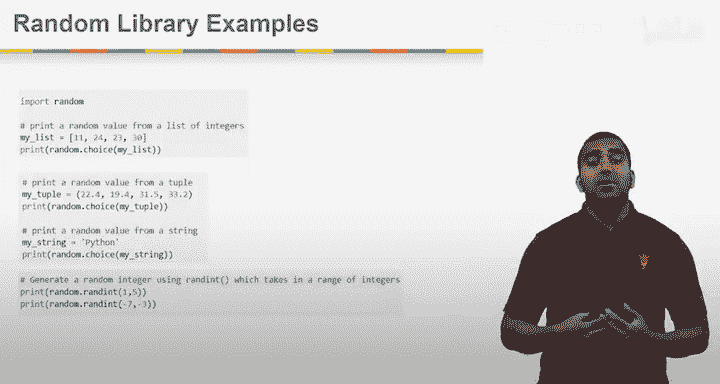 Random Library Examples
import random
# print a random value from a list of integers
my_list = [11, 24, 23, 30]
print(random.choice(my_list))
# print a random value from a tuple
my_tuple = (22.4, 19.4, 31.5, 33.2)
print(random.choice(my_tuple))
# print a random value from a string
my_string = 'Python'
print(random.choice(my_string))
# Generate a random integer using randint() which takes in a range of integers
print(random.randint(1,5))
print(random.randint(-7,-3))